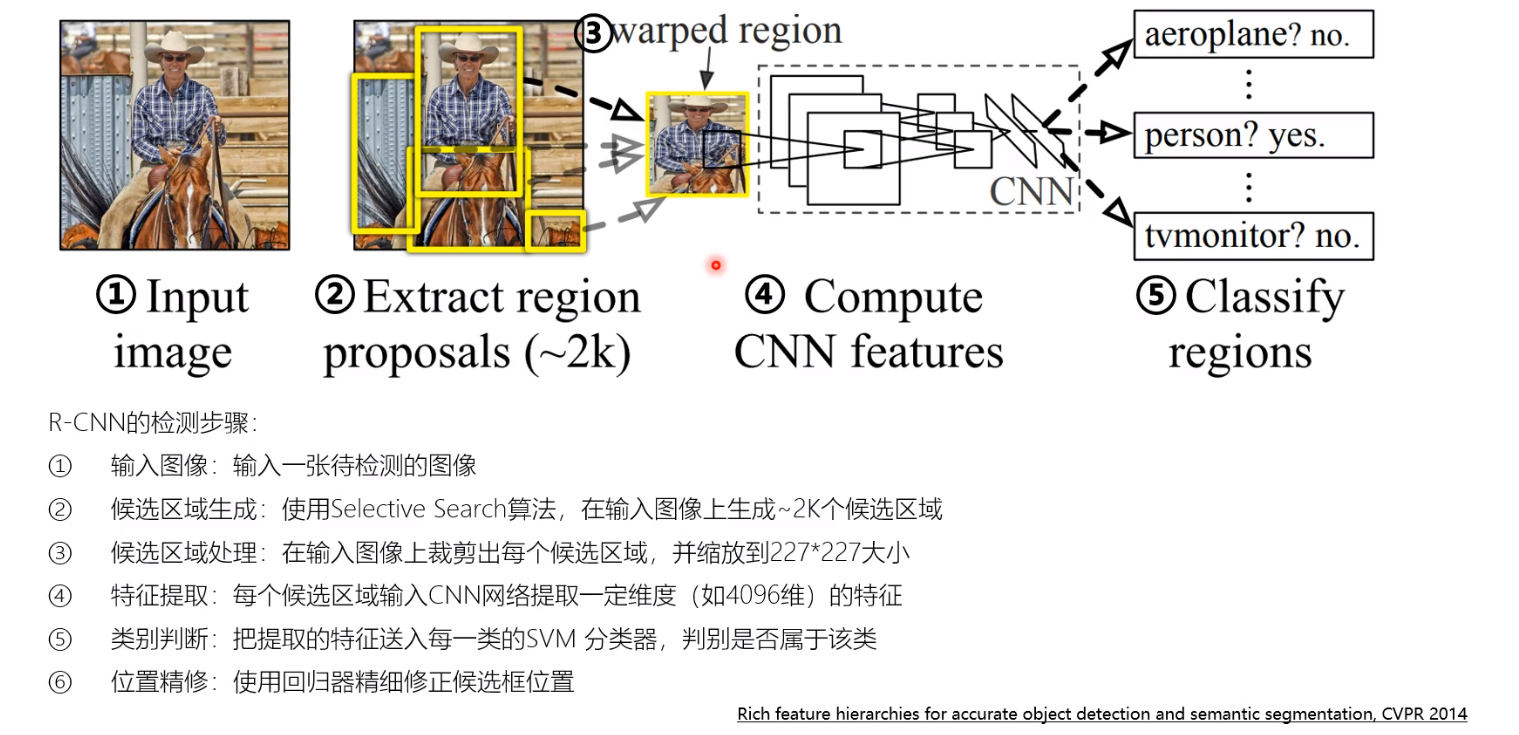 ③warped region
aeroplane? no.
person? yes.
CNN
tvmonitor? no.
① Input
image
② Extract region
proposals (~2k)
④ Compute
CNN features
⑤ Classify
regions
R-CNN的检测步骤：
① 输入图像：输入一张待检测的图像
② 候选区域生成：使用Selective Search算法，在输入图像上生成~2K个候选区域
③ 候选区域处理：在输入图像上裁剪出每个候选区域，并缩放到227*227大小
④ 特征提取：每个候选区域输入CNN网络提取一定维度（如4096维）的特征
⑤ 类别判断：把提取的特征送入每一类的SVM 分类器，判别是否属于该类
⑥ 位置精修：使用回归器精细修正候选框位置
Rich feature hierarchies for accurate object detection and semantic segmentation, CVPR 2014